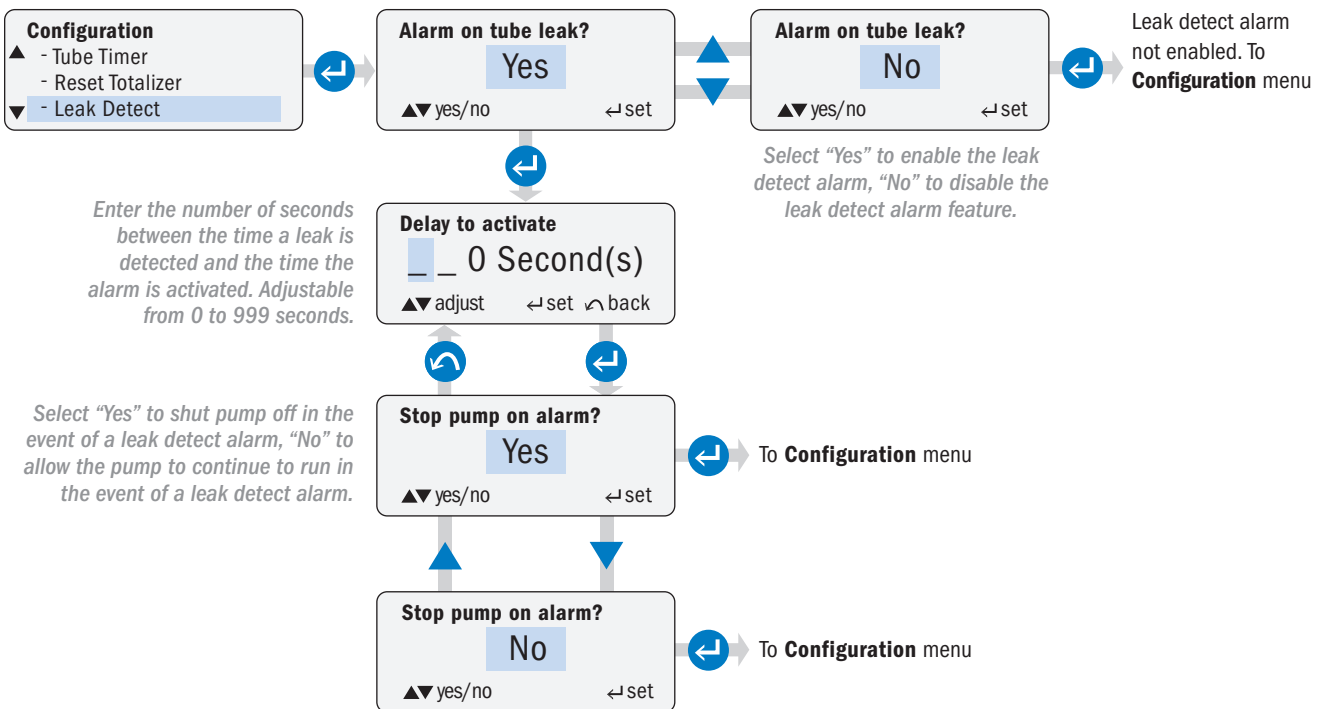 Configuration
- Tube Timer
- Reset Totalizer
- Leak Detect
Alarm on tube leak?
Yes
▲▼ yes/no ↵ set
Alarm on tube leak?
No
▲▼ yes/no ↵ set
Leak detect alarm
not enabled. To
Configuration menu
Select “Yes” to enable the leak
detect alarm, “No” to disable the
leak detect alarm feature.
Enter the number of seconds
between the time a leak is
detected and the time the
alarm is activated. Adjustable
from 0 to 999 seconds.
Delay to activate
_ _ 0 Second(s)
▲▼ adjust ↵ set ↶ back
Select “Yes” to shut pump off in the
event of a leak detect alarm, “No” to
allow the pump to continue to run in
the event of a leak detect alarm.
Stop pump on alarm?
Yes
▲▼ yes/no ↵ set
To Configuration menu
Stop pump on alarm?
No
▲▼ yes/no ↵ set
To Configuration menu